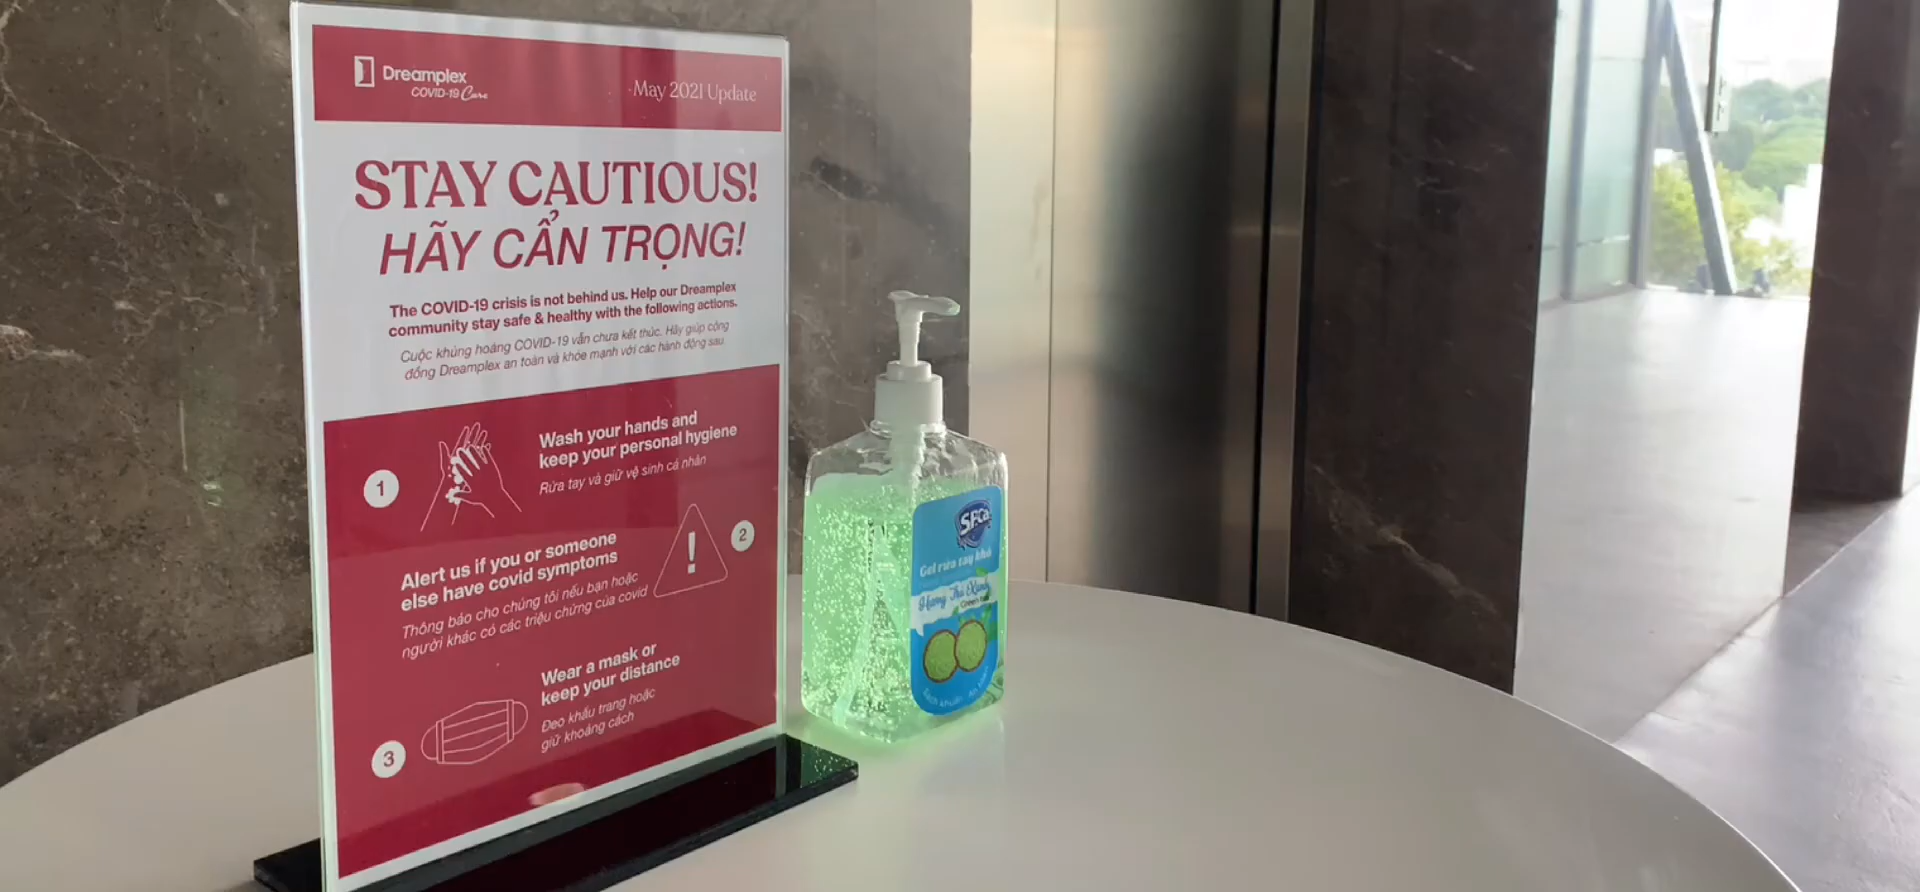 Dreamplex
COVID-19 Care
May 2021 Update
STAY CAUTIOUS!
HÃY CẨN TRỌNG!
The COVID-19 crisis is not behind us. Help our Dreamplex
community stay safe & healthy with the following actions.
Cuộc khủng hoảng COVID-19 vẫn chưa kết thúc. Hãy giúp cộng
đồng Dreamplex an toàn và khỏe mạnh với các hành động sau
1
Wash your hands and
keep your personal hygiene
Rửa tay và giữ vệ sinh cá nhân
2
Alert us if you or someone
else have covid symptoms
Thông báo cho chúng tôi nếu bạn hoặc
người khác có các triệu chứng của covid
3
Wear a mask or
keep your distance
Đeo khẩu trang hoặc
giữ khoảng cách
Gel rửa tay khô
Hương Trà Xanh
Green tea